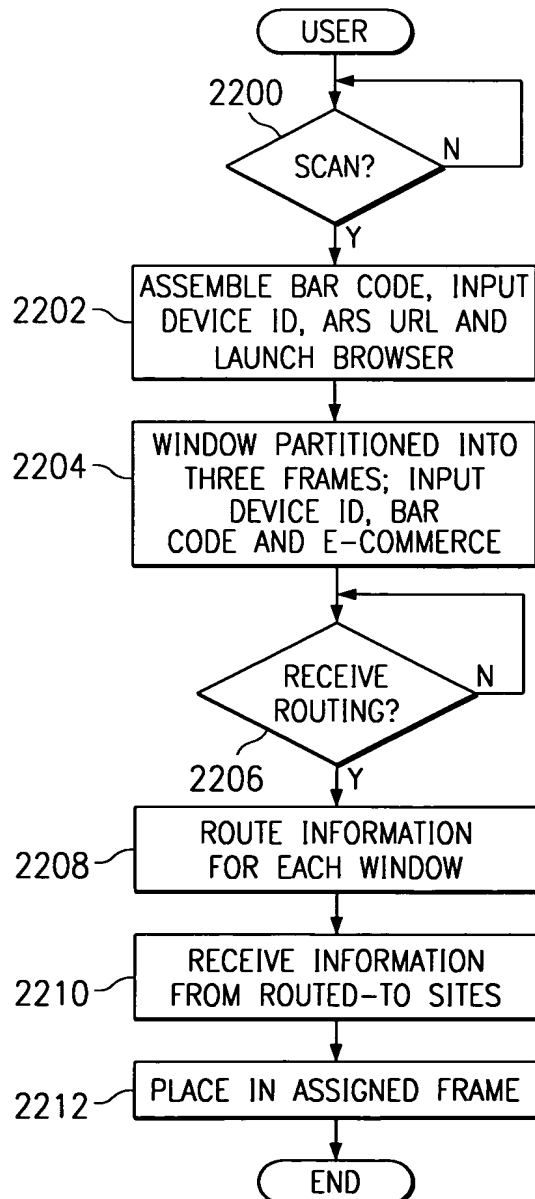 USER
2200
SCAN?
N
Y
2202
ASSEMBLE BAR CODE, INPUT
DEVICE ID, ARS URL AND
LAUNCH BROWSER
2204
WINDOW PARTITIONED INTO
THREE FRAMES; INPUT
DEVICE ID, BAR
CODE AND E-COMMERCE
RECEIVE
ROUTING?
N
2206
Y
2208
ROUTE INFORMATION
FOR EACH WINDOW
2210
RECEIVE INFORMATION
FROM ROUTED-TO SITES
2212
PLACE IN ASSIGNED FRAME
END